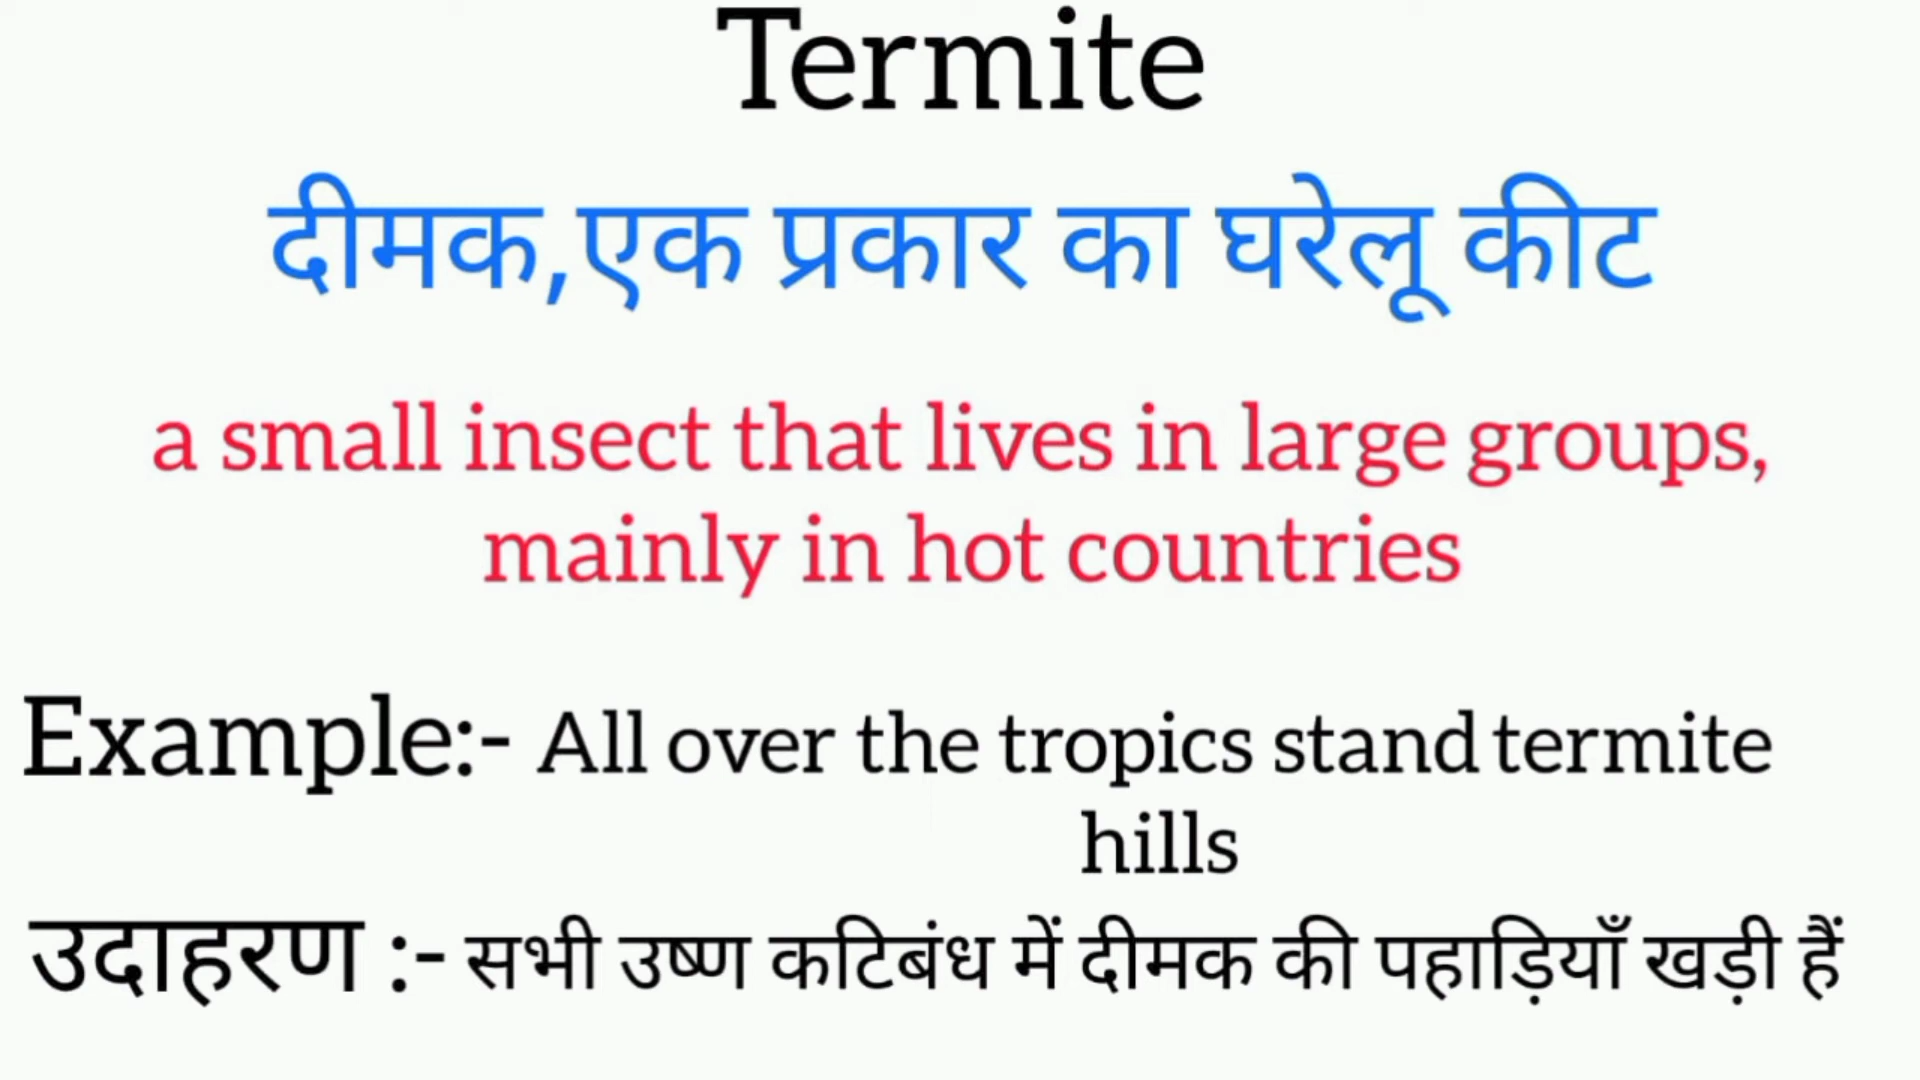 Termite
दीमक,एक प्रकार का घरेलू कीट
a small insect that lives in large groups,
mainly in hot countries
Example:- All over the tropics stand termite
hills
उदाहरण :- सभी उष्ण कटिबंध में दीमक की पहाड़ियाँ खड़ी हैं